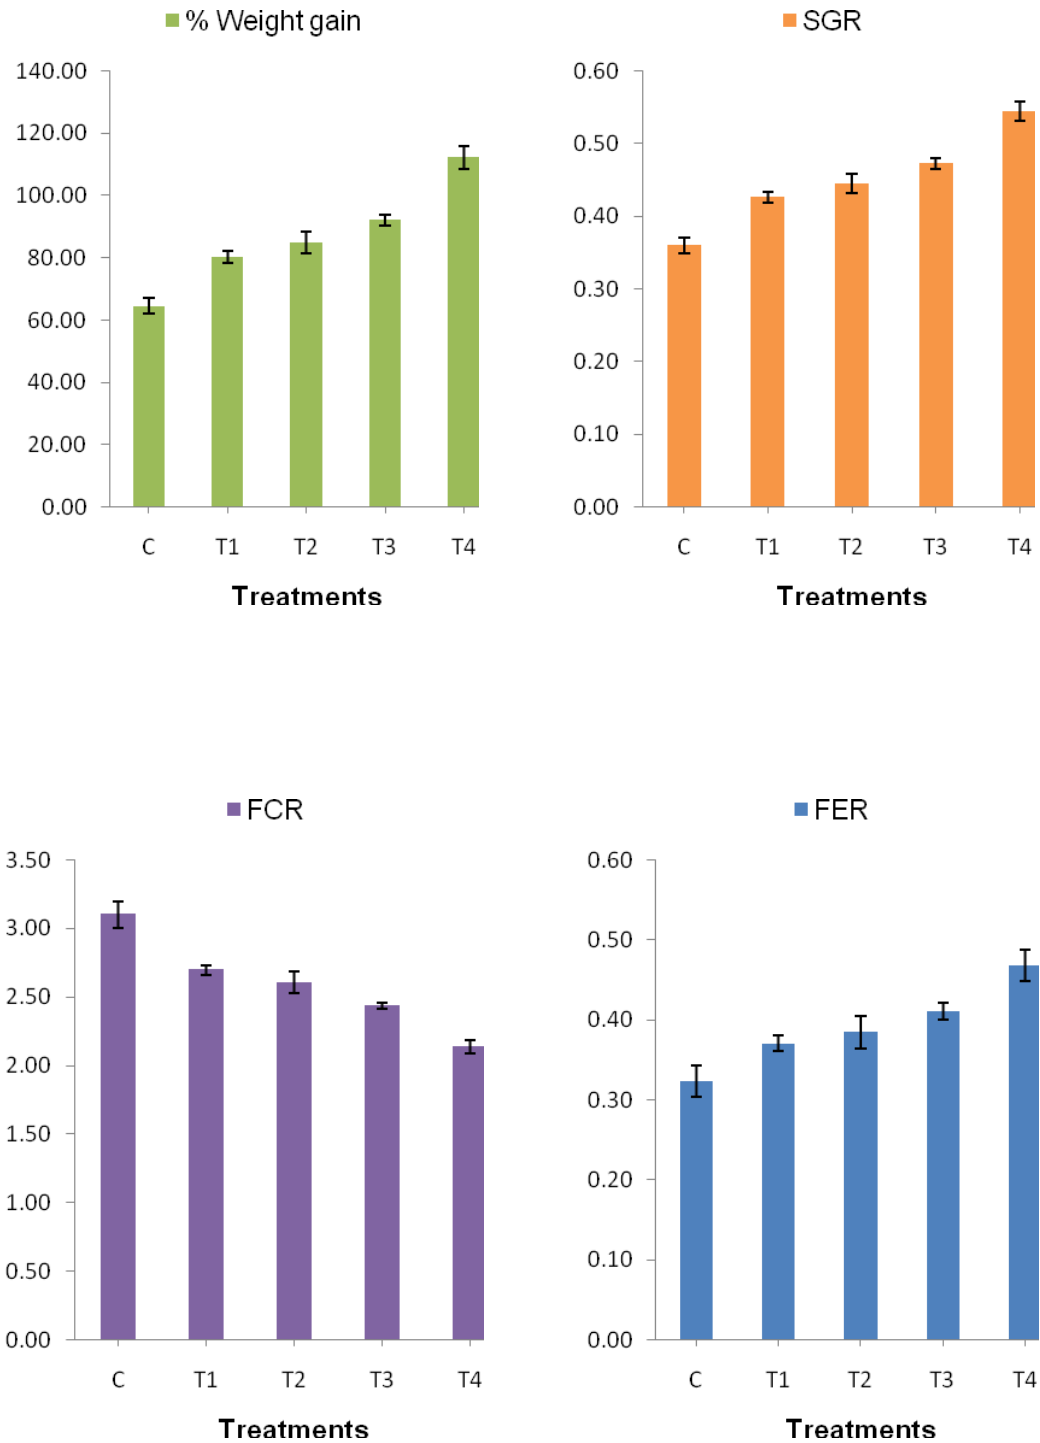 % Weight gain
140.00
120.00
100.00
80.00
60.00
40.00
20.00
0.00
C T1 T2 T3 T4
Treatments
SGR
0.60
0.50
0.40
0.30
0.20
0.10
0.00
C T1 T2 T3 T4
Treatments
FCR
3.50
3.00
2.50
2.00
1.50
1.00
0.50
0.00
C T1 T2 T3 T4
Treatments
FER
0.60
0.50
0.40
0.30
0.20
0.10
0.00
C T1 T2 T3 T4
Treatments